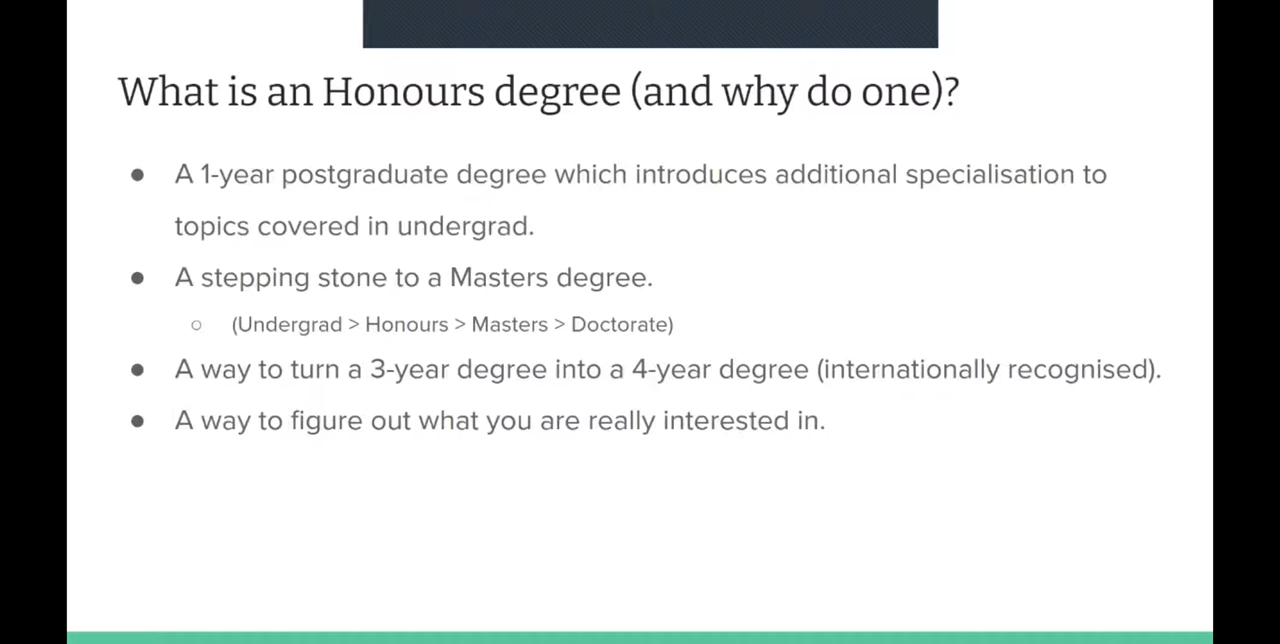 What is an Honours degree (and why do one)?
● A 1-year postgraduate degree which introduces additional specialisation to
topics covered in undergrad.
● A stepping stone to a Masters degree.
○ (Undergrad > Honours > Masters > Doctorate)
● A way to turn a 3-year degree into a 4-year degree (internationally recognised).
● A way to figure out what you are really interested in.